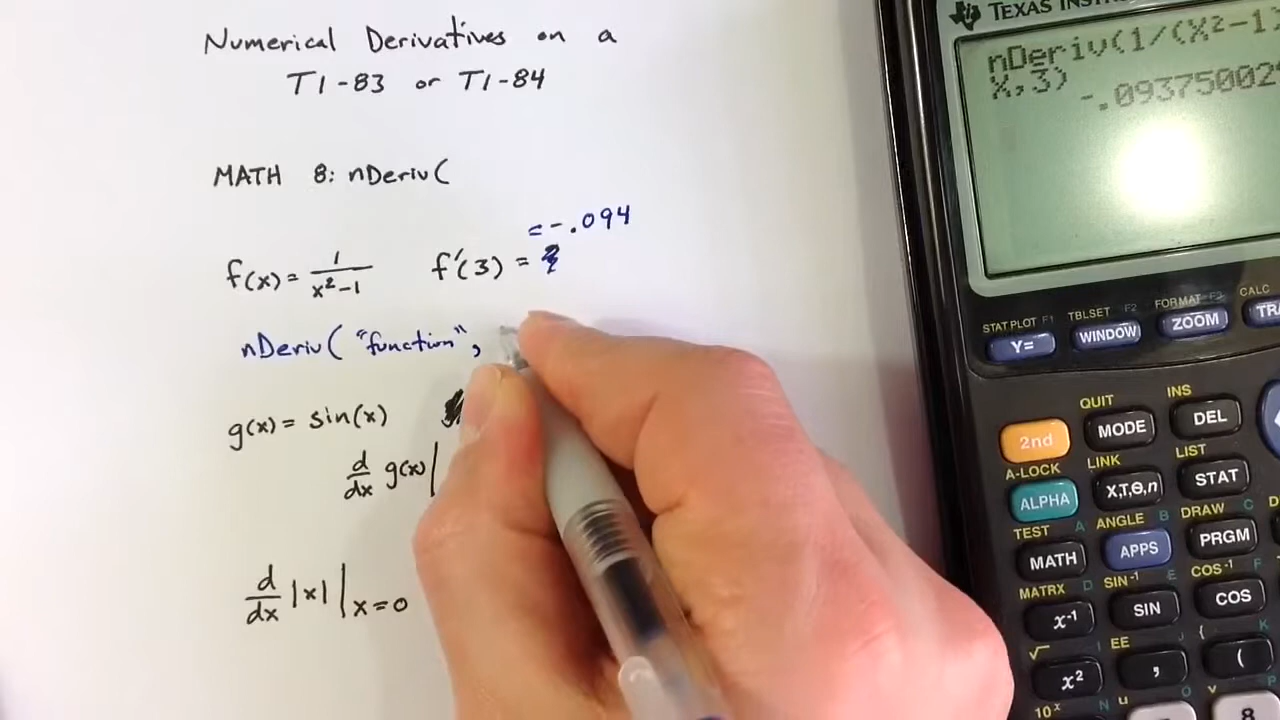 Numerical Derivatives on a
TI-83 or TI-84
MATH 8: nDeriv(
= -.094
f(x) = 1/(x²-1) f'(3) =
nDeriv( "function",
g(x) = sin(x)
d/dx g(x)|
d/dx |x| |x=0
TEXAS
nDeriv(1/(X²-1)
X,3)
-.0937500
STAT PLOT F1 TBLSET F2 FORMAT F3 CALC
Y= WINDOW ZOOM
QUIT INS
2nd MODE DEL
A-LOCK LINK LIST
ALPHA X,T,Θ,n STAT
TEST A ANGLE B DRAW C
MATH APPS PRGM
MATRX D SIN⁻¹ E COS⁻¹ F
x⁻¹ SIN COS
√ EE J { K
x² , (
10ˣ N u O v P
8